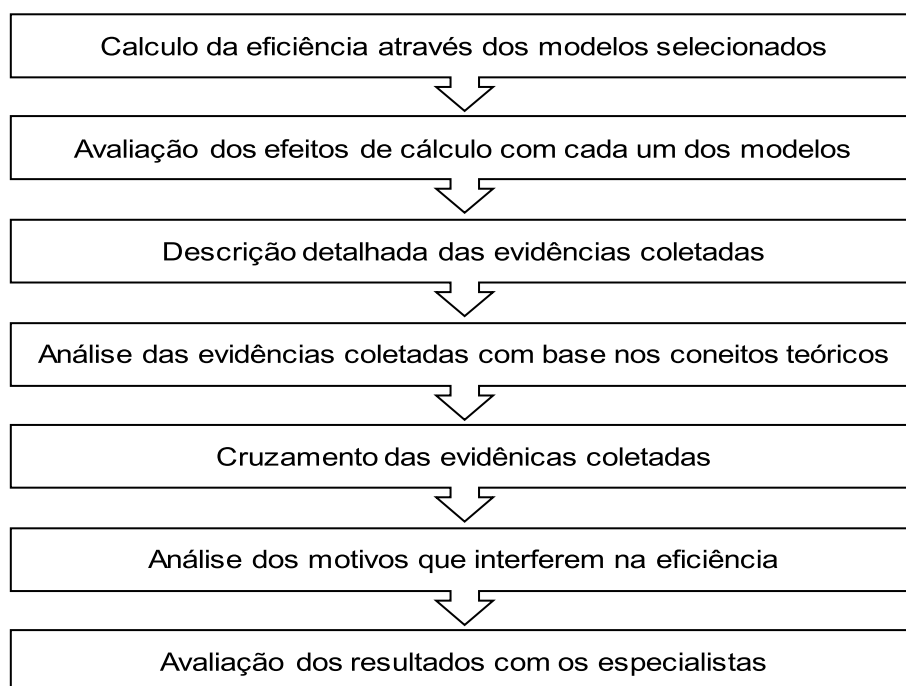 Calculo da eficiência através dos modelos selecionados
Avaliação dos efeitos de cálculo com cada um dos modelos
Descrição detalhada das evidências coletadas
Análise das evidências coletadas com base nos coneitos teóricos
Cruzamento das evidênicas coletadas
Análise dos motivos que interferem na eficiência
Avaliação dos resultados com os especialistas